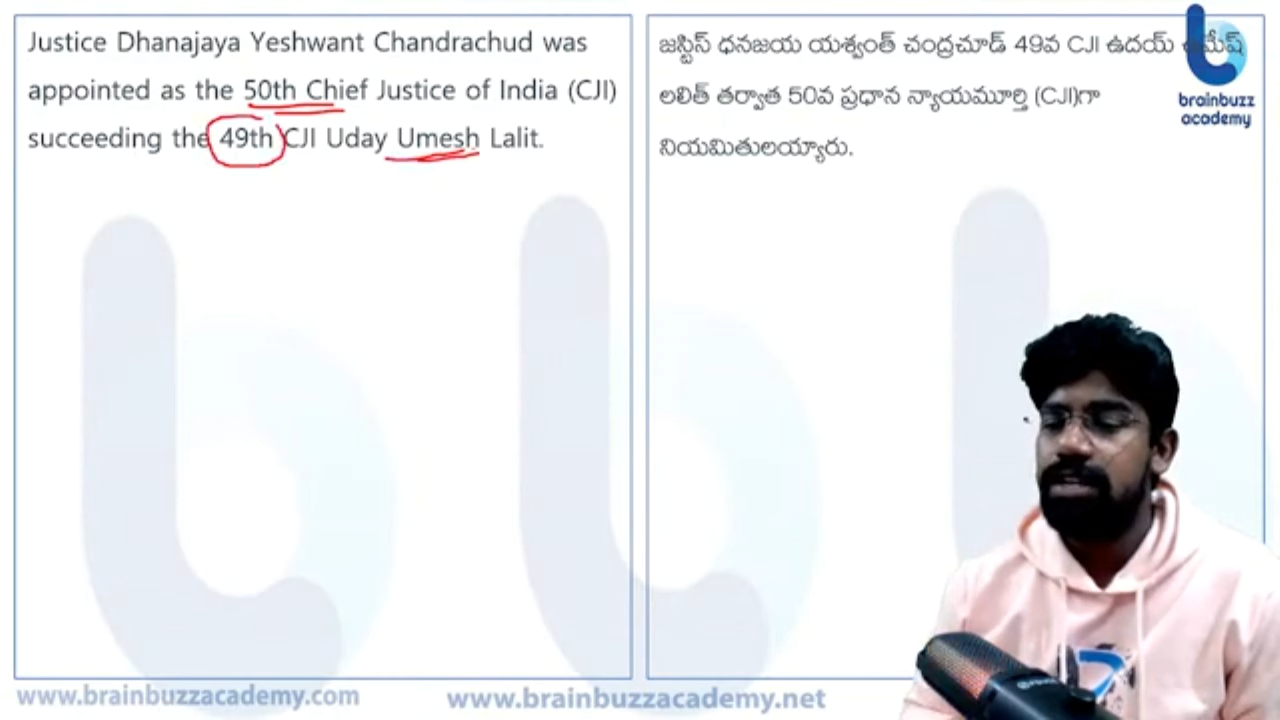 Justice Dhanajaya Yeshwant Chandrachud was
appointed as the 50th Chief Justice of India (CJI)
succeeding the 49th CJI Uday Umesh Lalit.
జస్టిస్ ధనజయ యశ్వంత్ చంద్రచూడ్ 49వ CJI ఉదయ్ ఉమేష్
లలిత్ తర్వాత 50వ ప్రధాన న్యాయమూర్తి (CJI)గా
నియమితులయ్యారు.
brainbuzz
academy
www.brainbuzzacademy.com
www.brainbuzzacademy.net